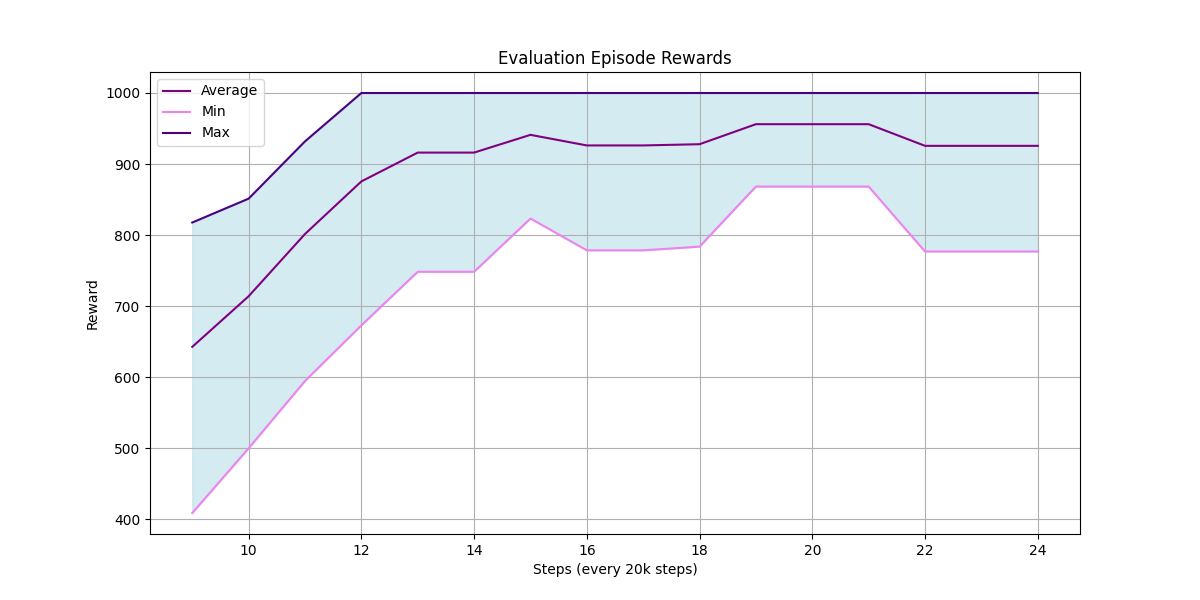 Evaluation Episode Rewards
Average
Min
Max
1000
900
800
700
600
500
400
Reward
10 12 14 16 18 20 22 24
Steps (every 20k steps)